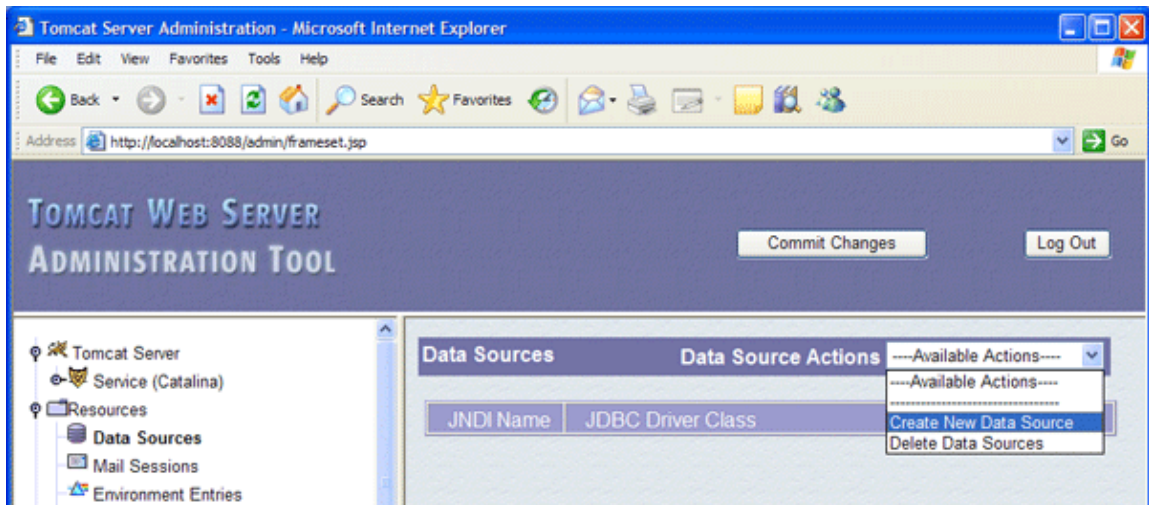 Tomcat Server Administration - Microsoft Internet Explorer
File Edit View Favorites Tools Help
Back Search Favorites
Address http://localhost:8088/admin/frameset.jsp Go
TOMCAT WEB SERVER
ADMINISTRATION TOOL
Commit Changes Log Out
Tomcat Server
Service (Catalina)
Resources
Data Sources
Mail Sessions
Environment Entries
Data Sources Data Source Actions ----Available Actions----
----Available Actions----
-----------------------------------
Create New Data Source
Delete Data Sources
JNDI Name JDBC Driver Class